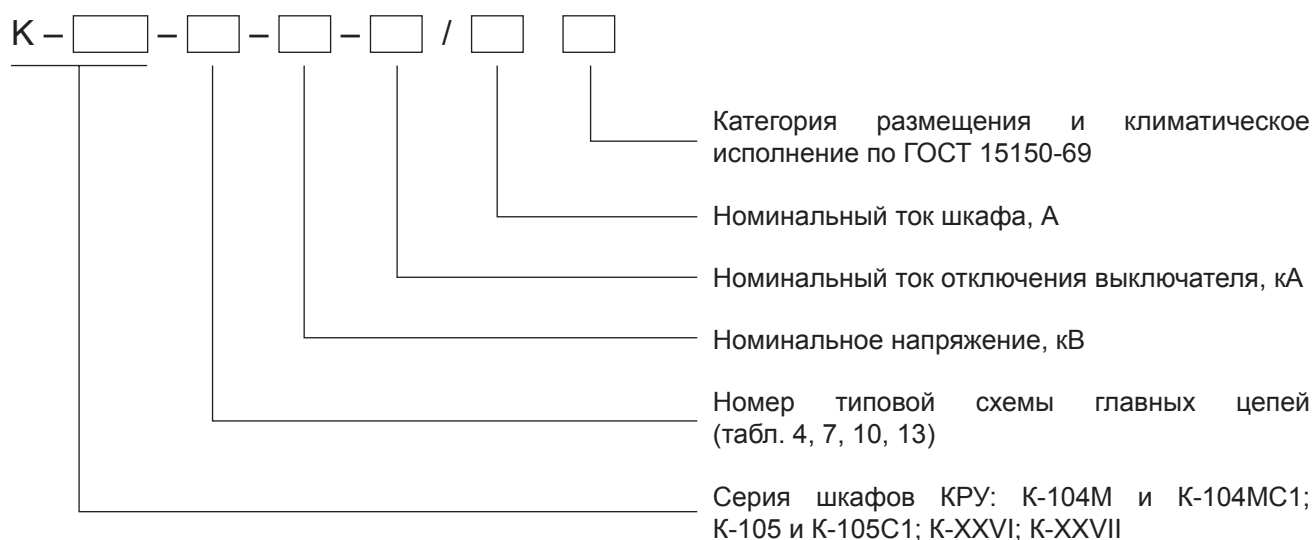 К – – – – /
Категория размещения и климатическое
исполнение по ГОСТ 15150-69
Номинальный ток шкафа, А
Номинальный ток отключения выключателя, кА
Номинальное напряжение, кВ
Номер типовой схемы главных цепей
(табл. 4, 7, 10, 13)
Серия шкафов КРУ: К-104М и К-104МС1;
К-105 и К-105С1; К-XXVI; К-XXVII